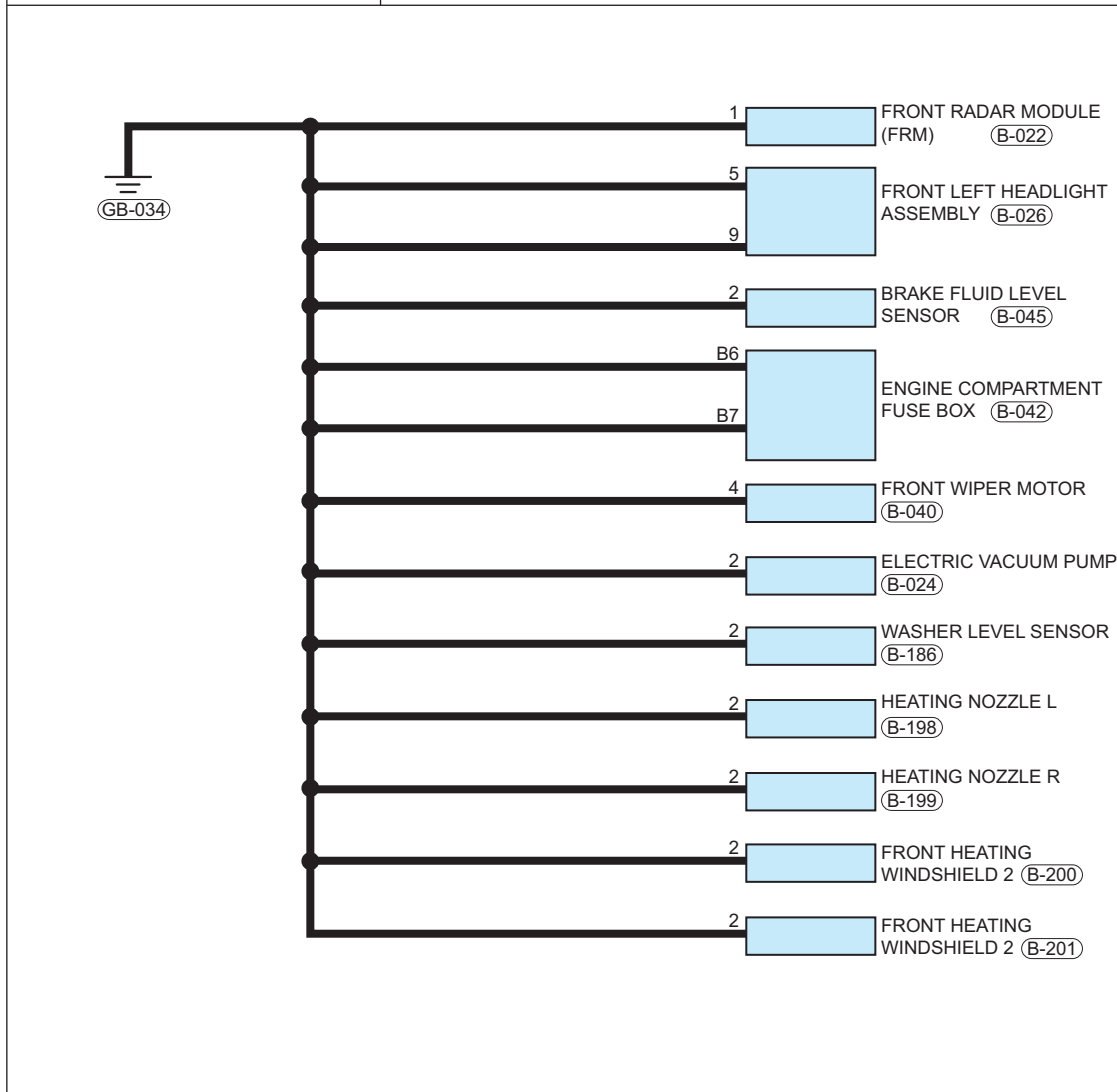 1
FRONT RADAR MODULE
(FRM) B-022
GB-034
5
FRONT LEFT HEADLIGHT
ASSEMBLY B-026
9
2
BRAKE FLUID LEVEL
SENSOR B-045
B6
ENGINE COMPARTMENT
FUSE BOX B-042
B7
4
FRONT WIPER MOTOR
B-040
2
ELECTRIC VACUUM PUMP
B-024
2
WASHER LEVEL SENSOR
B-186
2
HEATING NOZZLE L
B-198
2
HEATING NOZZLE R
B-199
2
FRONT HEATING
WINDSHIELD 2 B-200
2
FRONT HEATING
WINDSHIELD 2 B-201